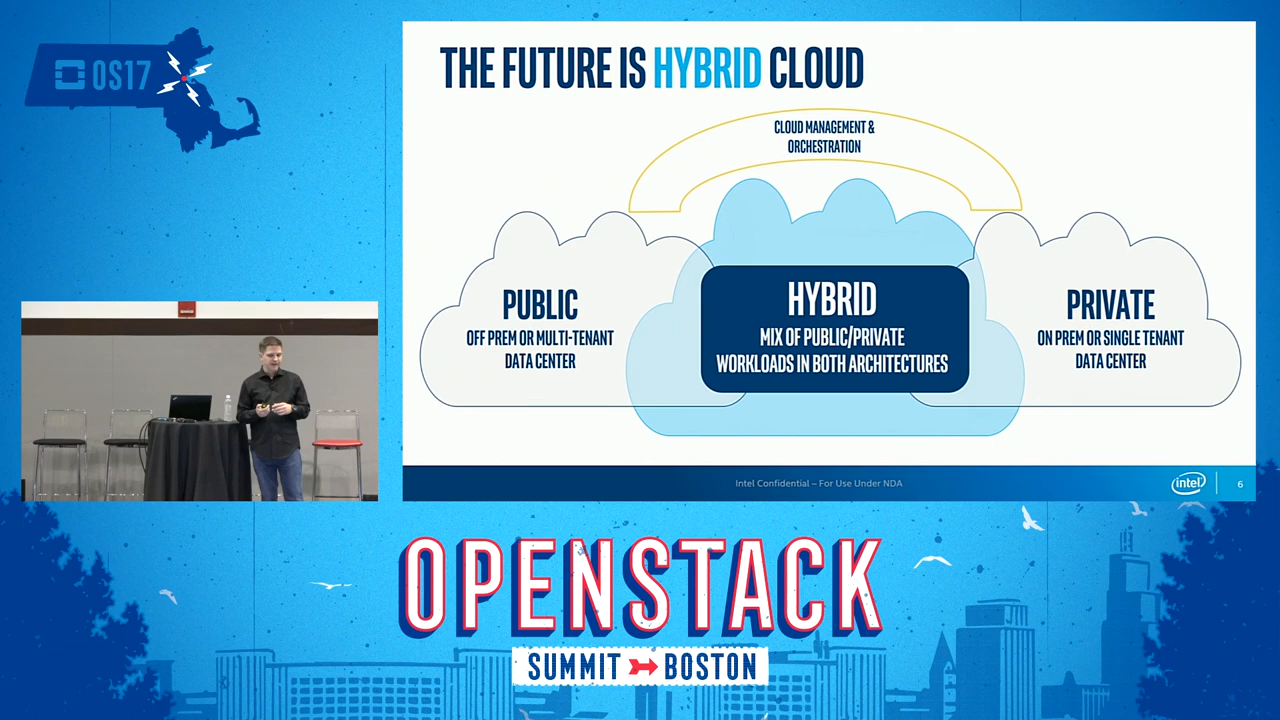 OS17
THE FUTURE IS HYBRID CLOUD
CLOUD MANAGEMENT &
ORCHESTRATION
PUBLIC
OFF PREM OR MULTI-TENANT
DATA CENTER
HYBRID
MIX OF PUBLIC/PRIVATE
WORKLOADS IN BOTH ARCHITECTURES
PRIVATE
ON PREM OR SINGLE TENANT
DATA CENTER
Intel Confidential – For Use Under NDA
intel
6
OPENSTACK
SUMMIT BOSTON